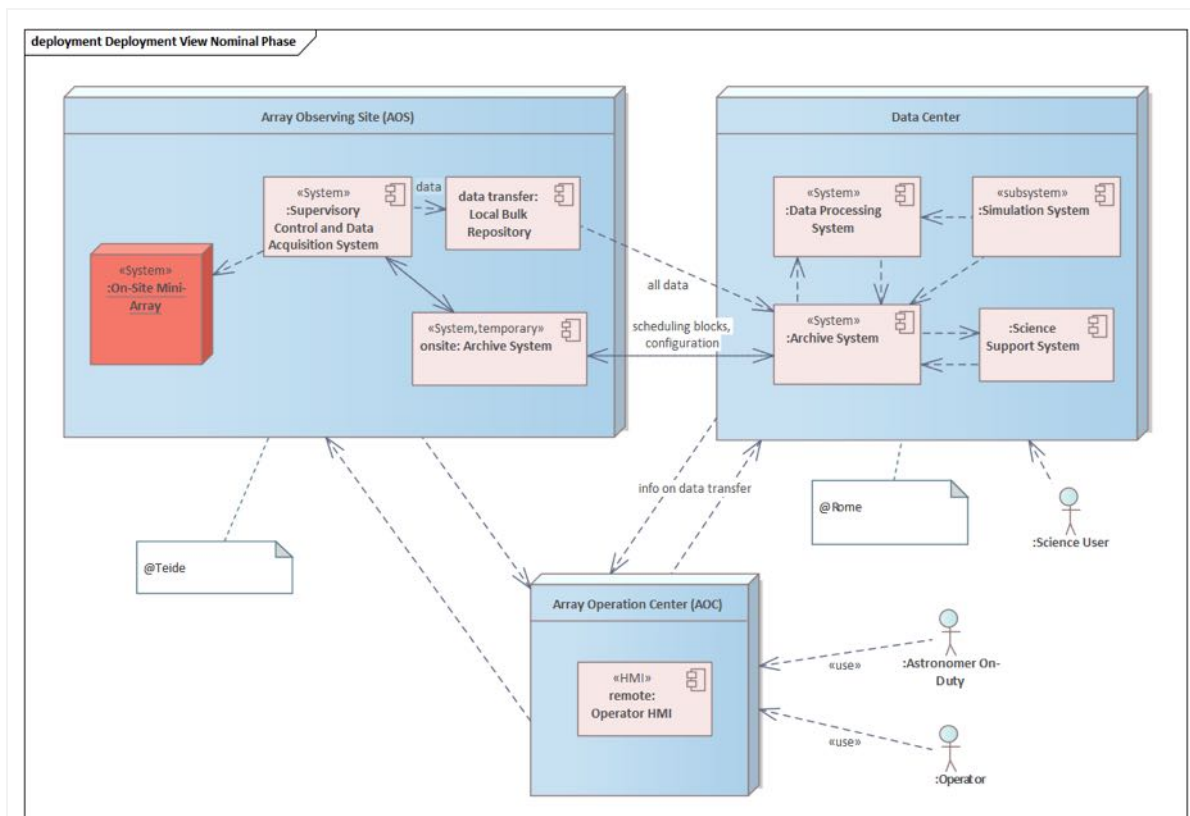 deployment Deployment View Nominal Phase
Array Observing Site (AOS)
«System»
:Supervisory
Control and Data
Acquisition System
data
data transfer:
Local Bulk
Repository
«System»
:On-Site Mini-
Array
«System,temporary»
onsite: Archive System
all data
scheduling blocks,
configuration
Data Center
«System»
:Data Processing
System
«subsystem»
:Simulation System
«System»
:Archive System
:Science
Support System
info on data transfer
@Teide
@Rome
:Science User
Array Operation Center (AOC)
«HMI»
remote:
Operator HMI
«use»
:Astronomer On-
Duty
«use»
:Operator